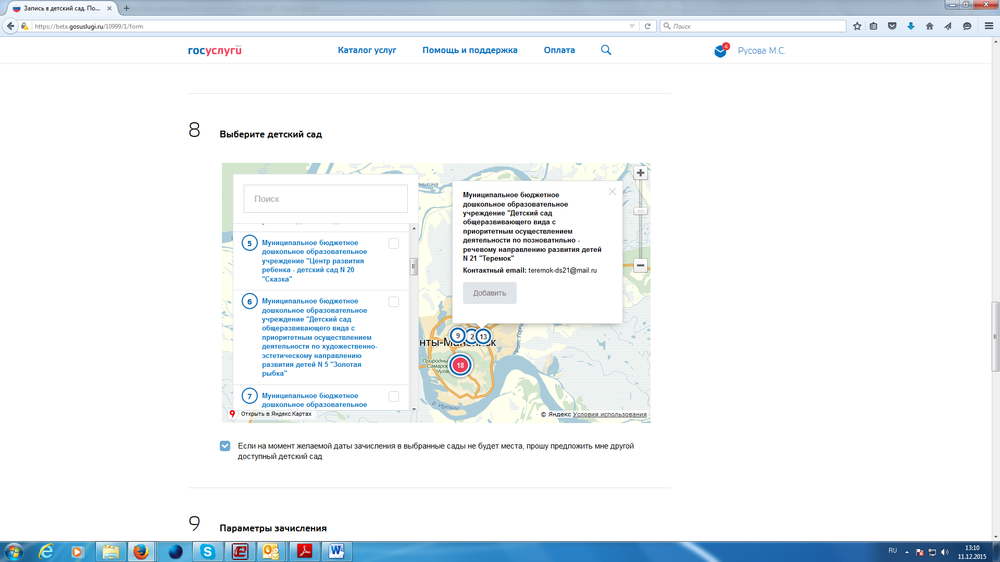 Запись в детский сад. По...
https://beta.gosuslugi.ru/10999/1/form
Поиск
госуслуги
beta
Каталог услуг
Помощь и поддержка
Оплата
4
Русова М.С.
8
Выберите детский сад
Поиск
5
Муниципальное бюджетное
дошкольное образовательное
учреждение "Центр развития
ребенка - детский сад N 20
"Сказка"
6
Муниципальное бюджетное
дошкольное образовательное
учреждение "Детский сад
общеразвивающего вида с
приоритетным осуществлением
деятельности по художественно-
эстетическому направлению
развития детей N 5 "Золотая
рыбка"
7
Муниципальное бюджетное
дошкольное образовательное
Открыть в Яндекс.Картах
Муниципальное бюджетное
дошкольное образовательное
учреждение "Детский сад
общеразвивающего вида с
приоритетным осуществлением
деятельности по позноватнльно -
речевому направлению развития детей
N 21 "Теремок"
Контактный email: teremok-ds21@mail.ru
Добавить
9
2
13
18
р. Иртыш
© Яндекс Условия использования
Если на момент желаемой даты зачисления в выбранные сады не будет места, прошу предложить мне другой
доступный детский сад
9
Параметры зачисления
RU
13:10
11.12.2015